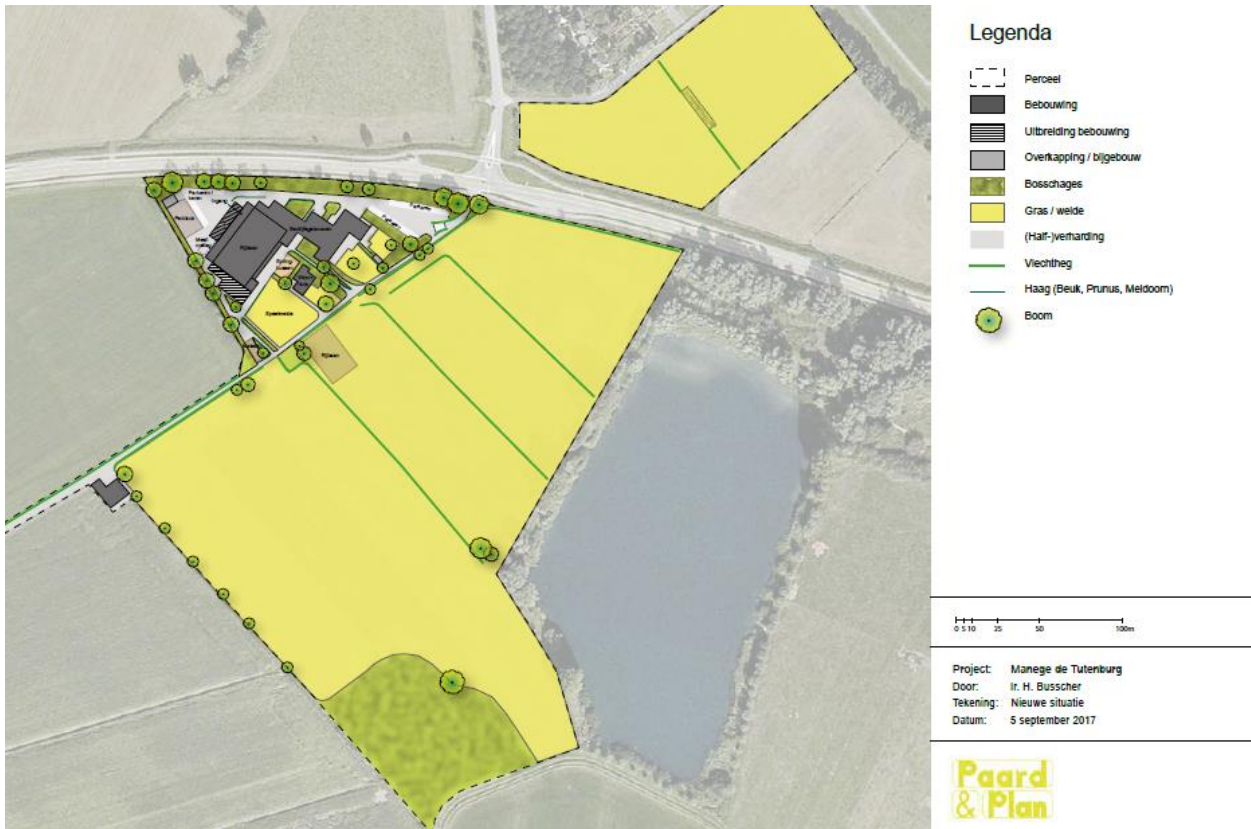 Legenda
Perceel
Bebouwing
Uitbreiding bebouwing
Overkapping / bijgebouw
Bosschages
Gras / weide
(Half-)verharding
Vlechtheg
Haag (Beuk, Prunus, Meidoorn)
Boom
Ingang
Paddock
Rijbaan
Bedrijfsgebouwen
Speelweide
Rijbaan
0 5 10 25 50 100m
Project: Manege de Tutenburg
Door: Ir. H. Busscher
Tekening: Nieuwe situatie
Datum: 5 september 2017
Paard
& Plan